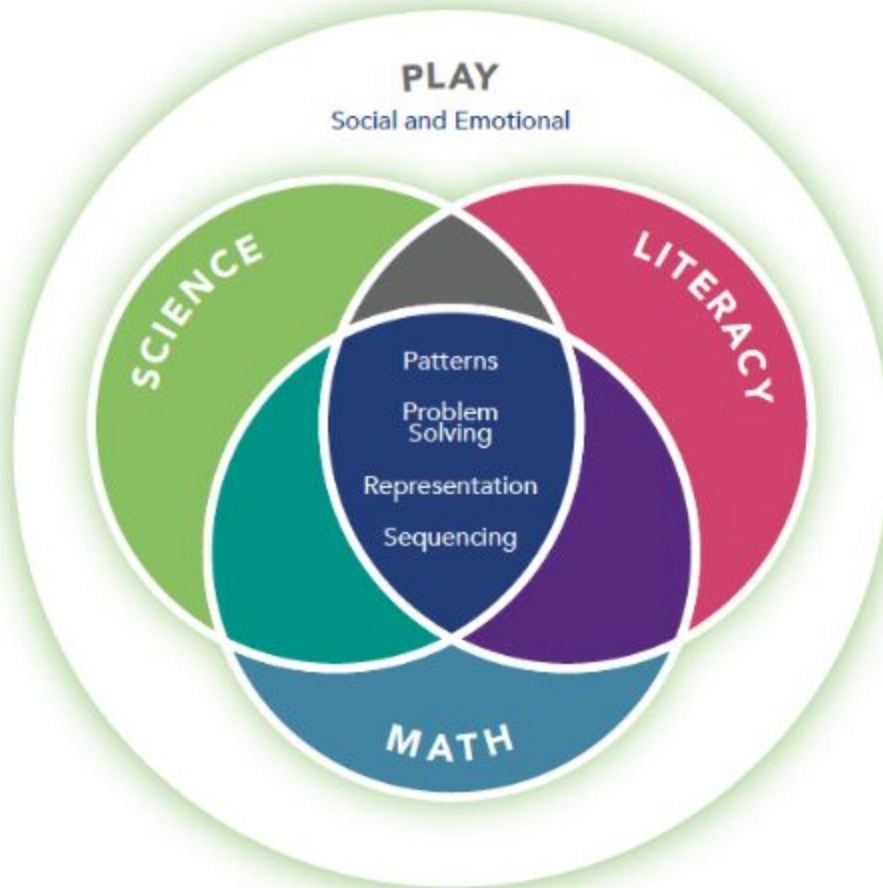 PLAY
Social and Emotional
SCIENCE
LITERACY
Patterns
Problem
Solving
Representation
Sequencing
MATH